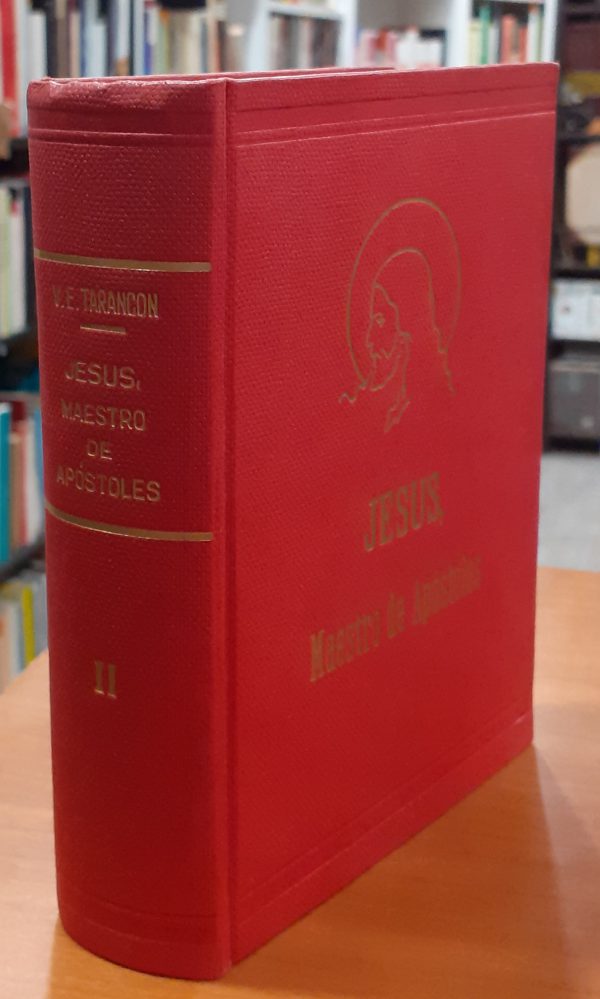 V. E. TARANCON
JESUS,
MAESTRO
DE
APÓSTOLES
II
JESUS,
Maestro de Apóstoles